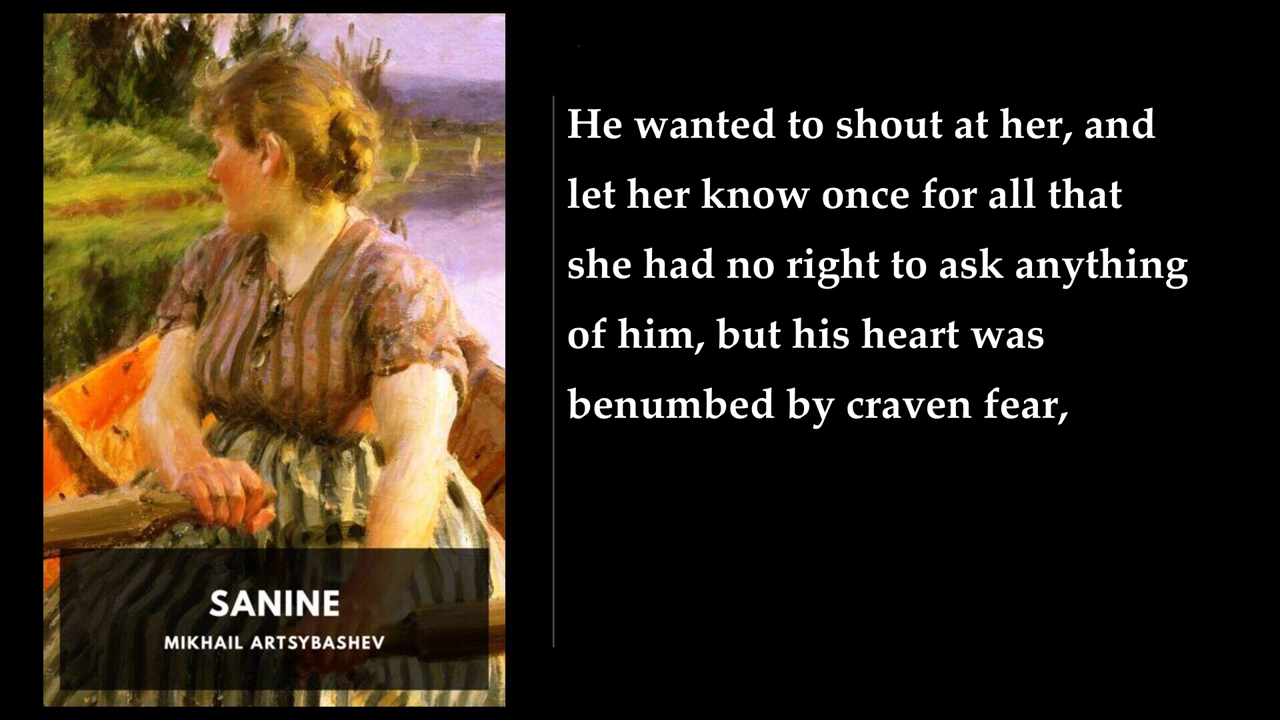 He wanted to shout at her, and
let her know once for all that
she had no right to ask anything
of him, but his heart was
benumbed by craven fear,
SANINE
MIKHAIL ARTSYBASHEV